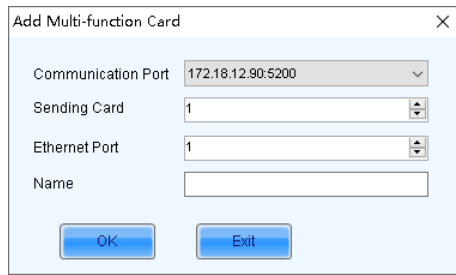 Add Multi-function Card
Communication Port 172.18.12.90:5200
Sending Card 1
Ethernet Port 1
Name
OK Exit